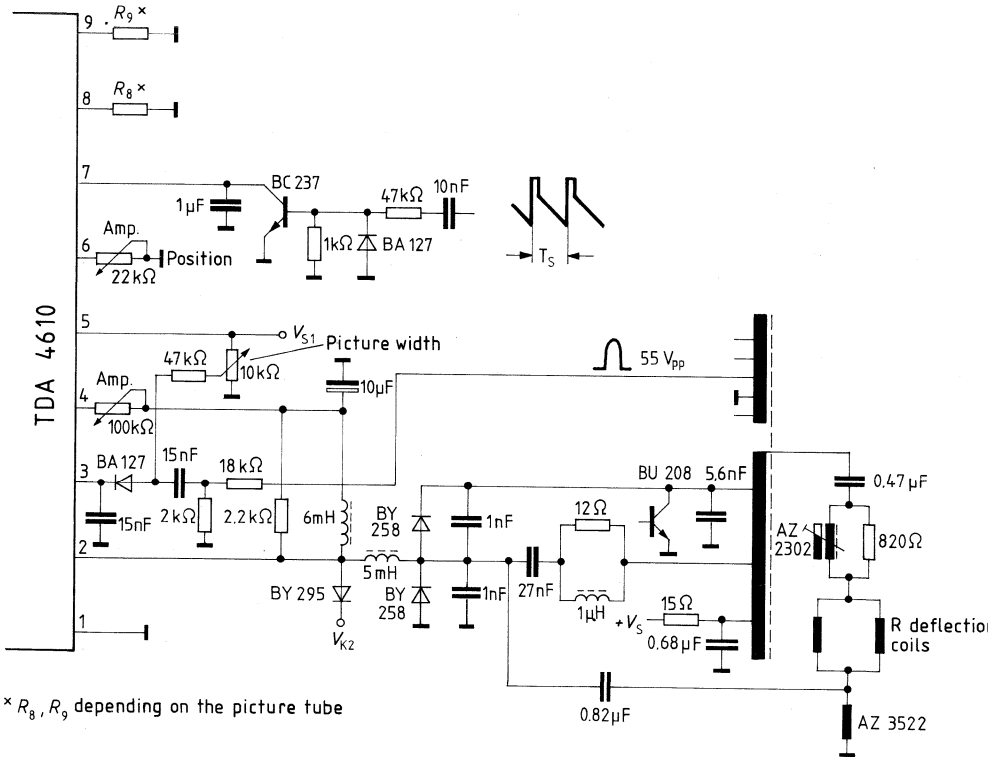 9
R9 x
8
R8 x
7
BC 237
1µF
47kΩ
10nF
1kΩ
BA 127
TS
Amp.
6
Position
22kΩ
TDA 4610
5
VS1
Picture width
47kΩ
10kΩ
10µF
55 VPP
Amp.
4
100kΩ
BA 127
15nF
18kΩ
3
15nF
2kΩ
2.2kΩ
6mH
BY 258
1nF
12Ω
BU 208
5,6nF
0,47µF
AZ 2302
820Ω
2
5mH
BY 295
BY 258
1nF
27nF
1µH
VK2
+VS
15Ω
0.68µF
1
R deflection
coils
0.82µF
AZ 3522
x R8, R9 depending on the picture tube